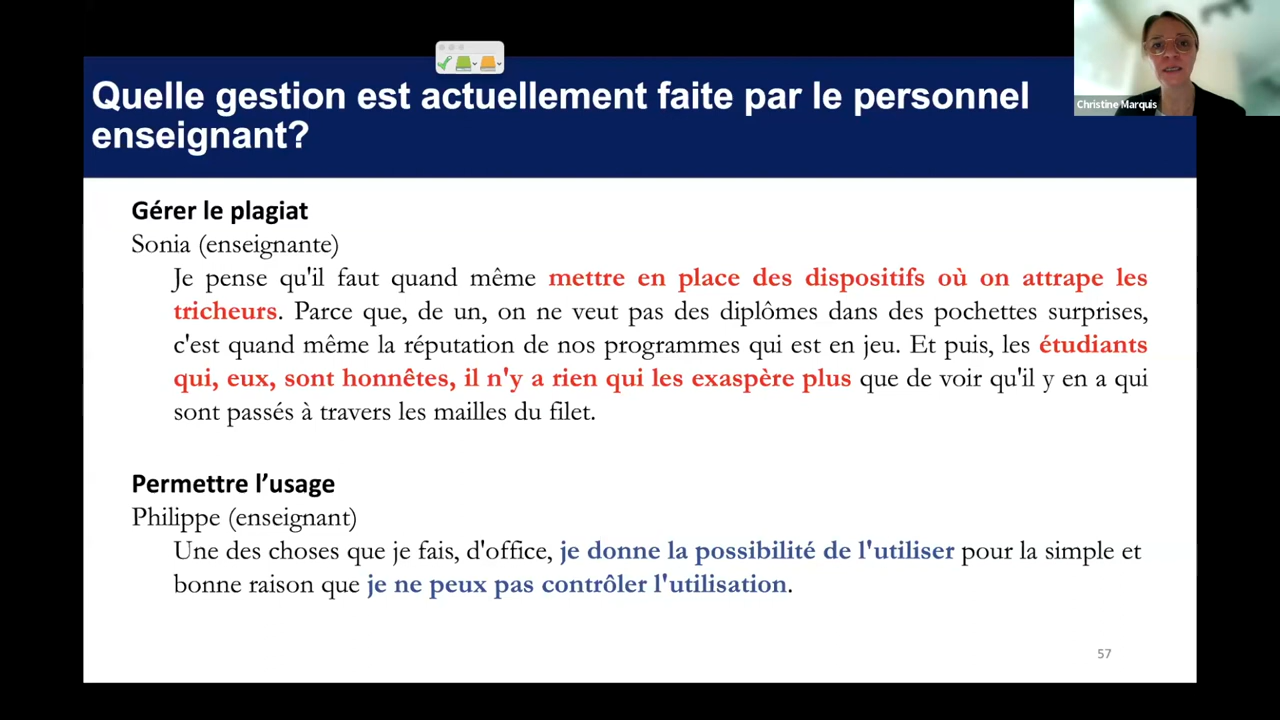 Christine Marquis
Quelle gestion est actuellement faite par le personnel
enseignant?
Gérer le plagiat
Sonia (enseignante)
Je pense qu'il faut quand même mettre en place des dispositifs où on attrape les
tricheurs. Parce que, de un, on ne veut pas des diplômes dans des pochettes surprises,
c'est quand même la réputation de nos programmes qui est en jeu. Et puis, les étudiants
qui, eux, sont honnêtes, il n'y a rien qui les exaspère plus que de voir qu'il y en a qui
sont passés à travers les mailles du filet.
Permettre l’usage
Philippe (enseignant)
Une des choses que je fais, d'office, je donne la possibilité de l'utiliser pour la simple et
bonne raison que je ne peux pas contrôler l'utilisation.
57